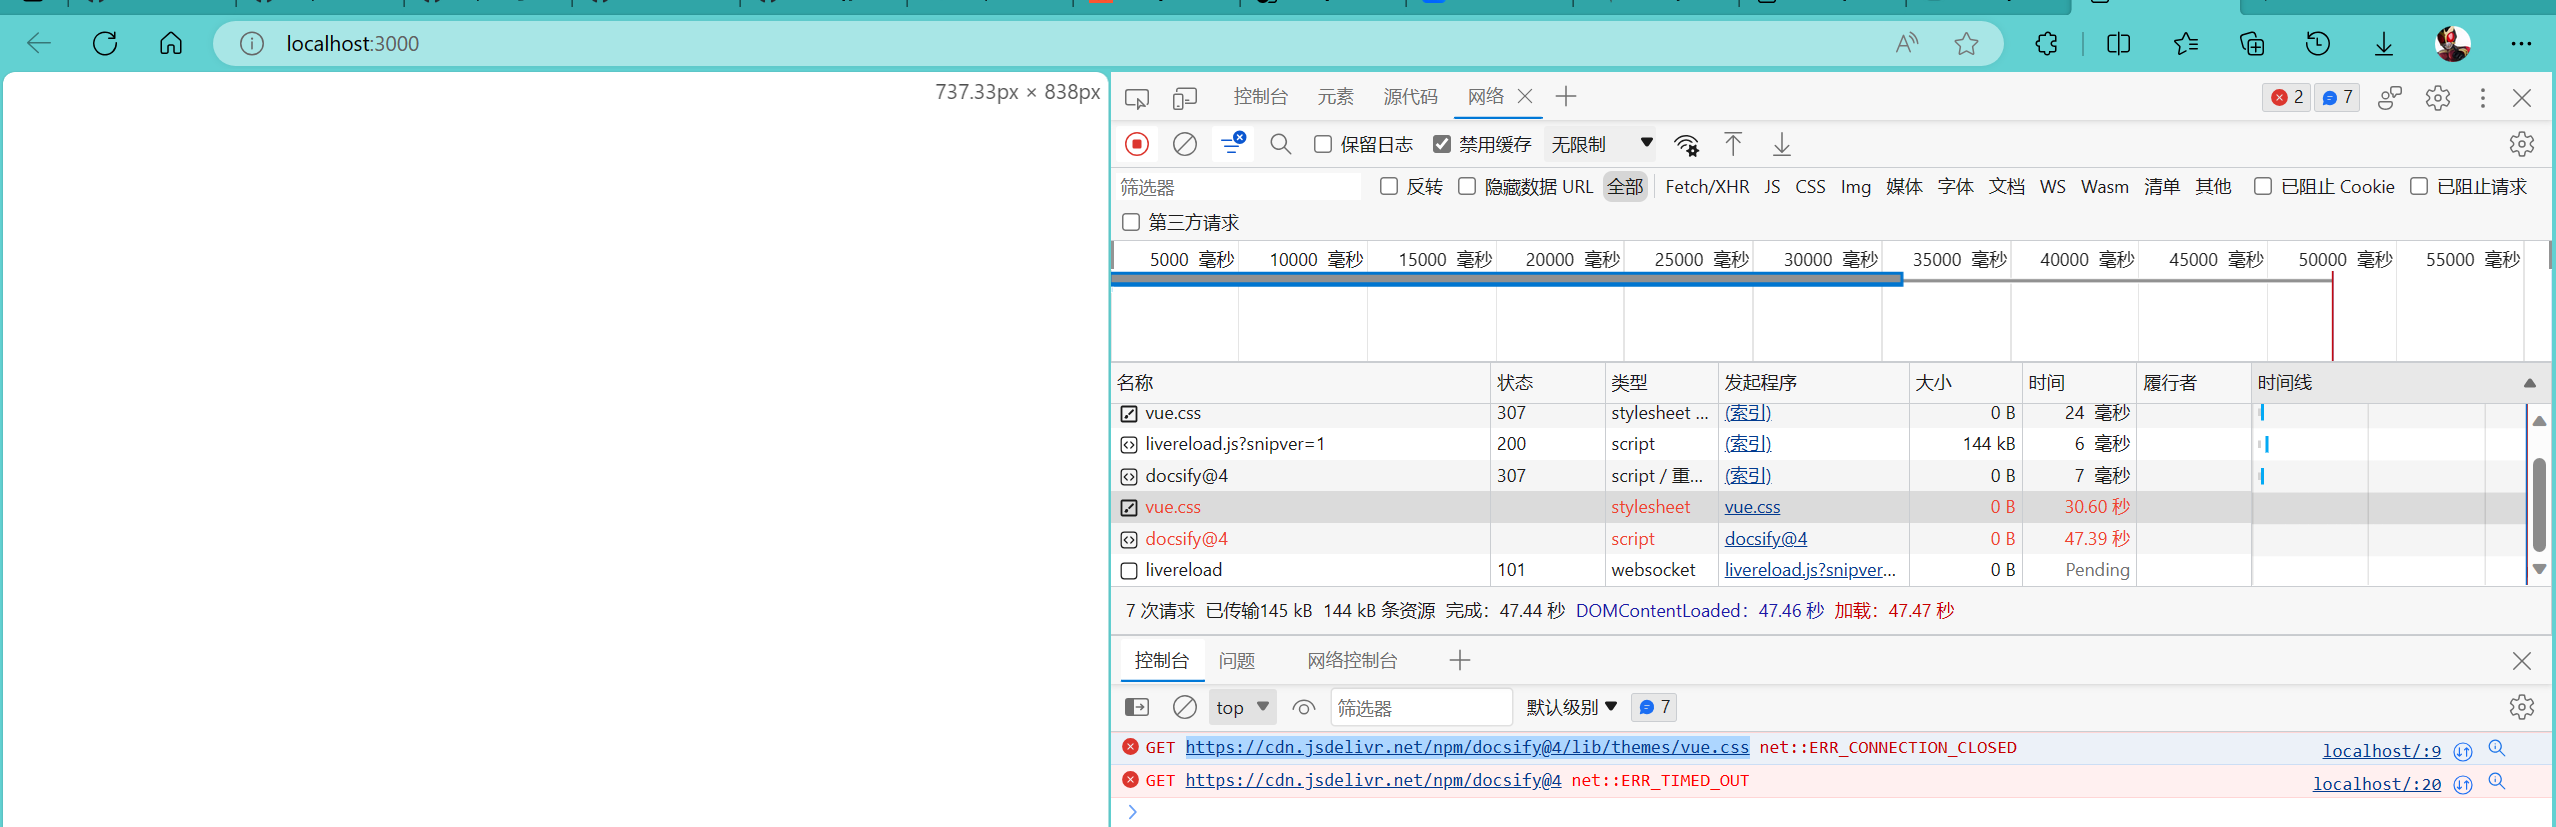 localhost:3000
737.33px × 838px
控制台 元素 源代码 网络
2 7
保留日志 禁用缓存 无限制
筛选器 反转 隐藏数据 URL 全部 Fetch/XHR JS CSS Img 媒体 字体 文档 WS Wasm 清单 其他 已阻止 Cookie 已阻止请求
第三方请求
5000 毫秒 10000 毫秒 15000 毫秒 20000 毫秒 25000 毫秒 30000 毫秒 35000 毫秒 40000 毫秒 45000 毫秒 50000 毫秒 55000 毫秒
名称 状态 类型 发起程序 大小 时间 履行者 时间线
vue.css 307 stylesheet ... (索引) 0 B 24 毫秒
livereload.js?snipver=1 200 script (索引) 144 kB 6 毫秒
docsify@4 307 script / 重... (索引) 0 B 7 毫秒
vue.css stylesheet vue.css 0 B 30.60 秒
docsify@4 script docsify@4 0 B 47.39 秒
livereload 101 websocket livereload.js?snipver... 0 B Pending
7 次请求 已传输145 kB 144 kB 条资源 完成：47.44 秒 DOMContentLoaded：47.46 秒 加载：47.47 秒
控制台 问题 网络控制台
top 筛选器 默认级别 7
GET https://cdn.jsdelivr.net/npm/docsify@4/lib/themes/vue.css net::ERR_CONNECTION_CLOSED localhost/:9
GET https://cdn.jsdelivr.net/npm/docsify@4 net::ERR_TIMED_OUT localhost/:20